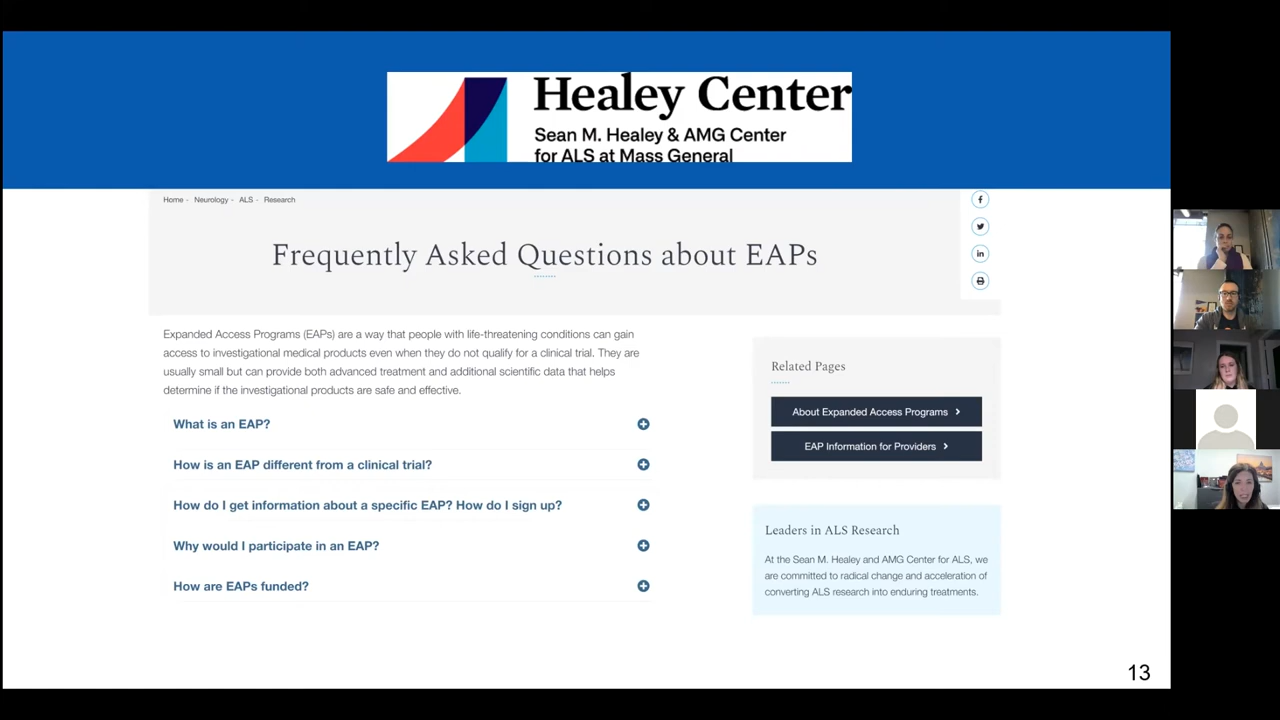 Healey Center
Sean M. Healey & AMG Center
for ALS at Mass General
Home - Neurology - ALS - Research
Frequently Asked Questions about EAPs
Expanded Access Programs (EAPs) are a way that people with life-threatening conditions can gain
access to investigational medical products even when they do not qualify for a clinical trial. They are
usually small but can provide both advanced treatment and additional scientific data that helps
determine if the investigational products are safe and effective.
What is an EAP?
How is an EAP different from a clinical trial?
How do I get information about a specific EAP? How do I sign up?
Why would I participate in an EAP?
How are EAPs funded?
Related Pages
About Expanded Access Programs
EAP Information for Providers
Leaders in ALS Research
At the Sean M. Healey and AMG Center for ALS, we
are committed to radical change and acceleration of
converting ALS research into enduring treatments.
13